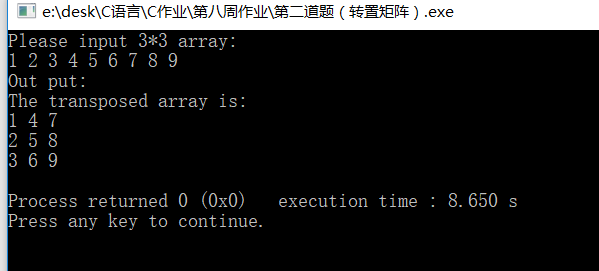 e:\desk\C语言\C作业\第八周作业\第二道题（转置矩阵）.exe
Please input 3*3 array:
1 2 3 4 5 6 7 8 9
Out put:
The transposed array is:
1 4 7
2 5 8
3 6 9
Process returned 0 (0x0)   execution time : 8.650 s
Press any key to continue.